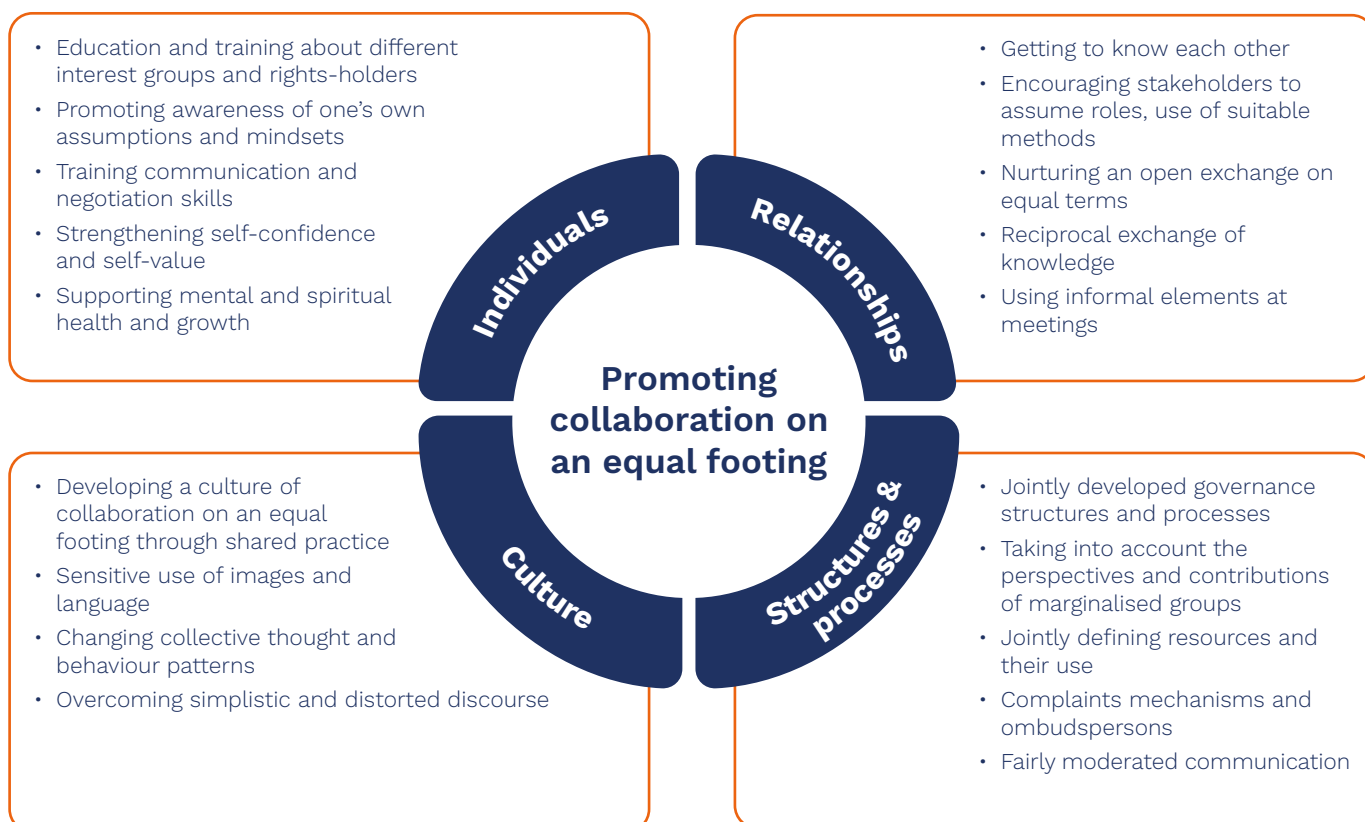 • Education and training about different
interest groups and rights-holders
• Promoting awareness of one’s own
assumptions and mindsets
• Training communication and
negotiation skills
• Strengthening self-confidence
and self-value
• Supporting mental and spiritual
health and growth
Individuals
• Getting to know each other
• Encouraging stakeholders to
assume roles, use of suitable
methods
• Nurturing an open exchange on
equal terms
• Reciprocal exchange of
knowledge
• Using informal elements at
meetings
Relationships
Promoting
collaboration on
an equal footing
• Developing a culture of
collaboration on an equal
footing through shared practice
• Sensitive use of images and
language
• Changing collective thought and
behaviour patterns
• Overcoming simplistic and distorted discourse
Culture
Structures &
processes
• Jointly developed governance
structures and processes
• Taking into account the
perspectives and contributions
of marginalised groups
• Jointly defining resources and
their use
• Complaints mechanisms and
ombudspersons
• Fairly moderated communication